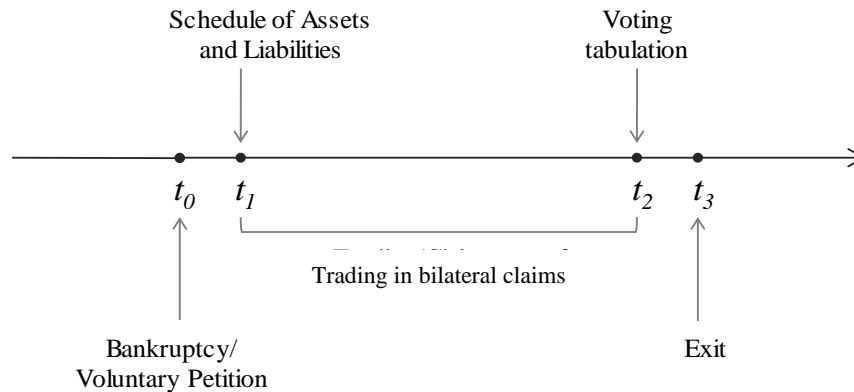 Schedule of Assets
and Liabilities
Voting
tabulation
t0
t1
t2
t3
Trading in bilateral claims
Bankruptcy/
Voluntary Petition
Exit